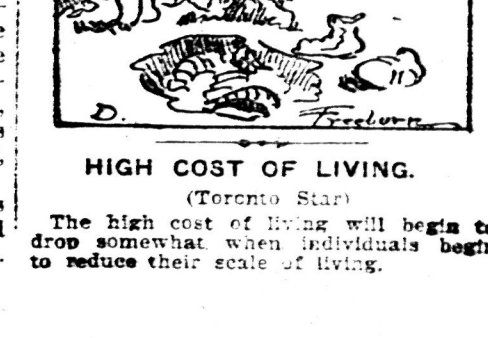 D. Freeburn
HIGH COST OF LIVING.
(Toronto Star)
The high cost of living will begin to
drop somewhat when individuals begin
to reduce their scale of living.